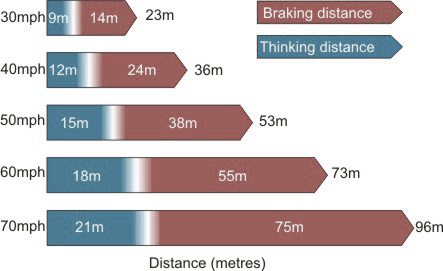 30mph 9m 14m 23m
Braking distance
Thinking distance
40mph 12m 24m 36m
50mph 15m 38m 53m
60mph 18m 55m 73m
70mph 21m 75m 96m
Distance (metres)